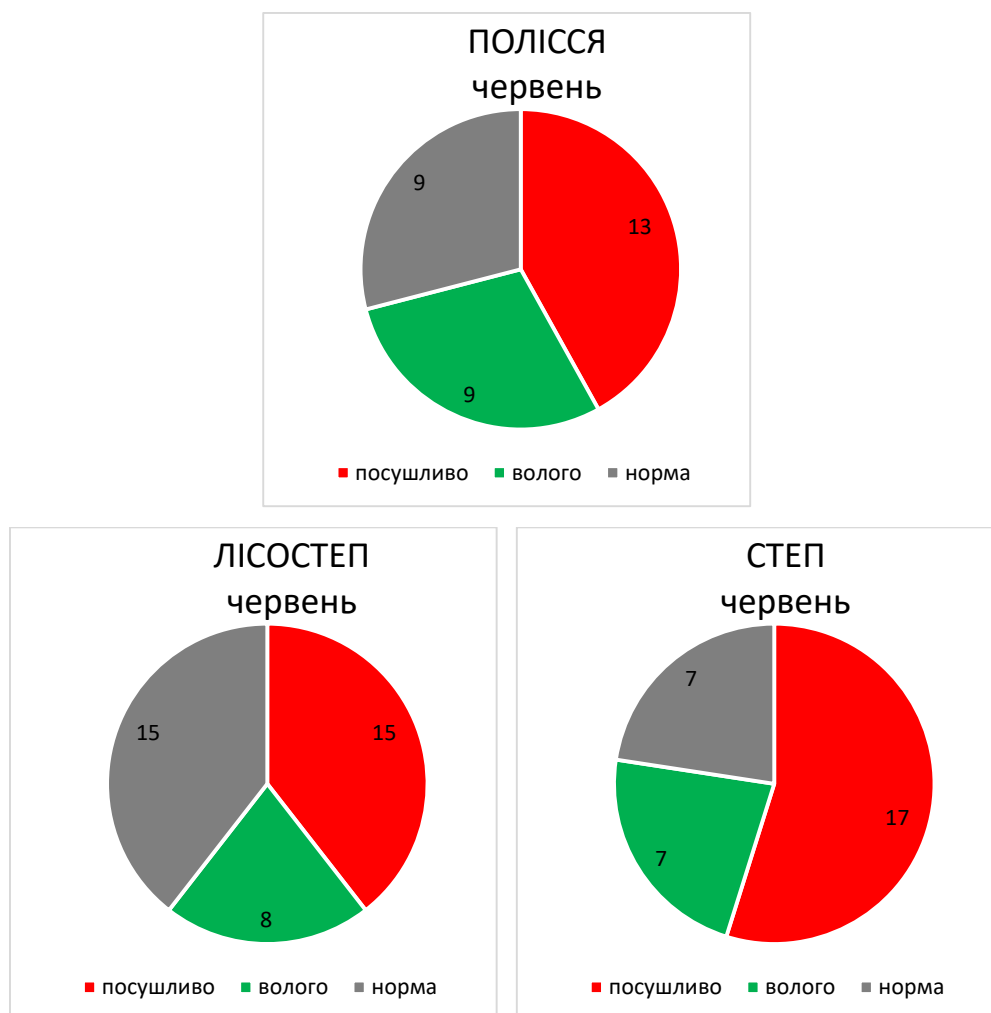 ПОЛІССЯ
червень
9
13
9
посушливо волого норма
ЛІСОСТЕП
червень
15
15
8
посушливо волого норма
СТЕП
червень
7
17
7
посушливо волого норма